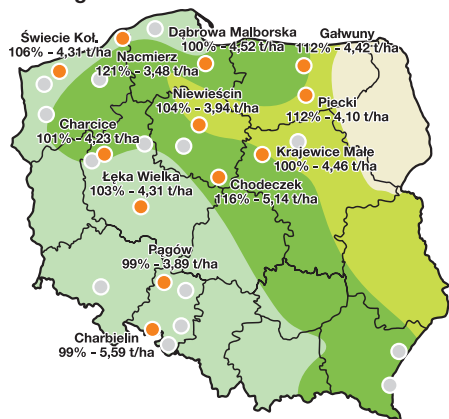 Świecie Koł.
106% - 4,31 t/ha
Nacmierz
121% - 3,48 t/ha
Dąbrowa Malborska
100% - 4,52 t/ha
Gałwuny
112% - 4,42 t/ha
Niewieścin
104% - 3,94 t/ha
Piecki
112% - 4,10 t/ha
Charcice
101% - 4,23 t/ha
Krajewice Małe
100% - 4,46 t/ha
Łęka Wielka
103% - 4,31 t/ha
Chodeczek
116% - 5,14 t/ha
Pągów
99% - 3,89 t/ha
Charbielin
99% - 5,59 t/ha